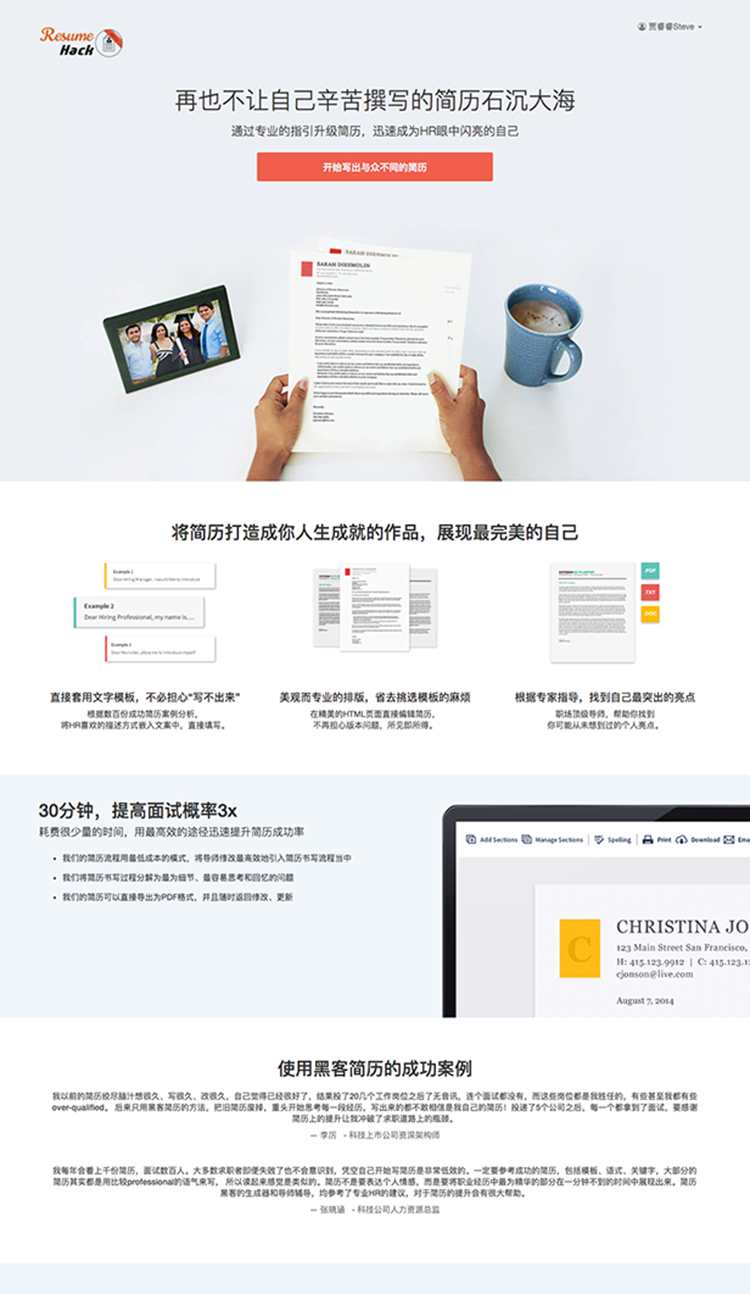 Resume
Hack
贾睿睿Steve
再也不让自己辛苦撰写的简历石沉大海
通过专业的指引升级简历，迅速成为HR眼中闪亮的自己
开始写出与众不同的简历
SARAH DIRKMOLIN
将简历打造成你人生成就的作品，展现最完美的自己
Example 1
Dear Hiring Manager, I would like to introduce
Example 2
Dear Hiring Professional, my name is....
Example 3
Dear Recruiter, allow me to introduce myself
.PDF
.TXT
.DOC
直接套用文字模板，不必担心“写不出来”
根据数百份成功简历案例分析，
将HR喜欢的描述方式嵌入文案中，直接填写。
美观而专业的排版，省去挑选模板的麻烦
在精美的HTML页面直接编辑简历，
不再担心版本问题，所见即所得。
根据专家指导，找到自己最突出的亮点
职场顶级导师，帮助你找到
你可能从未想到过的个人亮点。
30分钟，提高面试概率3x
耗费很少量的时间，用最高效的途径迅速提升简历成功率
• 我们的简历流程用最低成本的模式，将导师修改最高效地引入简历书写流程当中
• 我们将简历书写过程分解为最为细节、最容易思考和回忆的问题
• 我们的简历可以直接导出为PDF格式，并且随时返回修改、更新
Add Sections Manage Sections Spelling Print Download Ema
C
CHRISTINA JO
123 Main Street San Francisco,
H: 415.123.9912 | C: 415.123.1
cjonson@live.com
August 7, 2014
使用黑客简历的成功案例
我以前的简历绞尽脑汁想很久、写很久、改很久，自己觉得已经很好了，结果投了20几个工作岗位之后了无音讯，连个面试都没有，而这些岗位都是我胜任的，有些甚至我都有些
over-qualified。 后来只用黑客简历的方法，把旧简历废掉，重头开始思考每一段经历，写出来的都不敢相信是我自己的简历！投递了5个公司之后，每一个都拿到了面试，要感谢
简历上的提升让我冲破了求职道路上的瓶颈。
— 李厉 - 科技上市公司资深架构师
我每年会看上千份简历，面试数百人。大多数求职者即便失败了也不会意识到，凭空自己开始写简历是非常低效的。一定要参考成功的简历，包括模板、语式、关键字，大部分的
简历其实都是用比较professional的语气来写， 所以读起来感觉是类似的。简历不是要表达个人情感。而是要将职业经历中最为精华的部分在一分钟不到的时间中展现出来。简历
黑客的生成器和导师辅导，均参考了专业HR的建议，对于简历的提升会有很大帮助。
— 张晓涵 - 科技公司人力资源总监